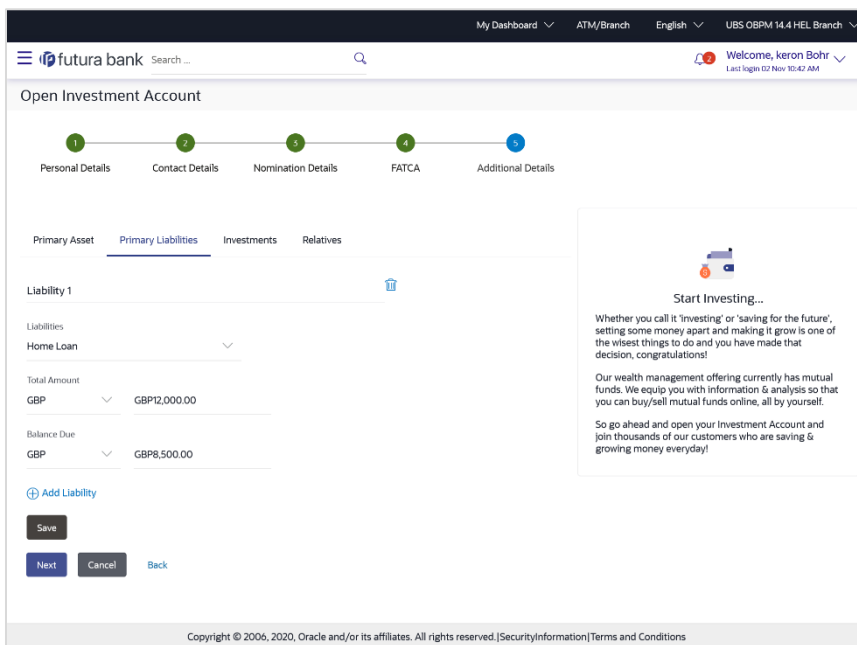 My Dashboard ATM/Branch English UBS OBPM 14.4 HEL Branch
futura bank Search ... 2 Welcome, keron Bohr
Last login 02 Nov 10:42 AM
Open Investment Account
1 2 3 4 5
Personal Details Contact Details Nomination Details FATCA Additional Details
Primary Asset Primary Liabilities Investments Relatives
Liability 1
Liabilities
Home Loan
Total Amount
GBP GBP12,000.00
Balance Due
GBP GBP8,500.00
Add Liability
Save
Next Cancel Back
Start Investing...
Whether you call it 'investing' or 'saving for the future',
setting some money apart and making it grow is one of
the wisest things to do and you have made that
decision, congratulations!
Our wealth management offering currently has mutual
funds. We equip you with information & analysis so that
you can buy/sell mutual funds online, all by yourself.
So go ahead and open your Investment Account and
join thousands of our customers who are saving &
growing money everyday!
Copyright © 2006, 2020, Oracle and/or its affiliates. All rights reserved.|SecurityInformation|Terms and Conditions